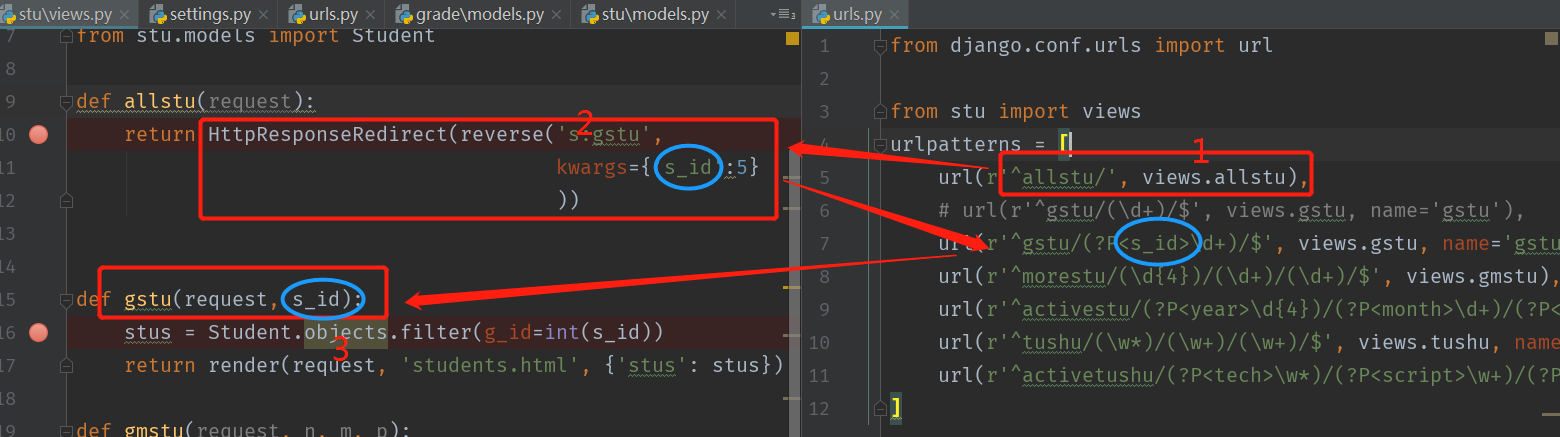 stu\views.py
settings.py
urls.py
grade\models.py
stu\models.py
7 from stu.models import Student
8
9 def allstu(request):
10 return HttpResponseRedirect(reverse('s:gstu',
11 kwargs={'s_id':5}
12 ))
13
14
15 def gstu(request, s_id):
16 stus = Student.objects.filter(g_id=int(s_id))
17 return render(request, 'students.html', {'stus': stus})
18
19 def gmstu(request, n, m, p):
2
3
urls.py
1 from django.conf.urls import url
2
3 from stu import views
4 urlpatterns = [
5 url(r'^allstu/', views.allstu),
6 # url(r'^gstu/(\d+)/$', views.gstu, name='gstu'),
7 url(r'^gstu/(?P<s_id>\d+)/$', views.gstu, name='gstu
8 url(r'^morestu/(\d{4})/(\d+)/(\d+)/$', views.gmstu),
9 url(r'^activestu/(?P<year>\d{4})/(?P<month>\d+)/(?P<
10 url(r'^tushu/(\w*)/(\w+)/(\w+)/$', views.tushu, name
11 url(r'^activetushu/(?P<tech>\w*)/(?P<script>\w+)/(?P
12 ]
1